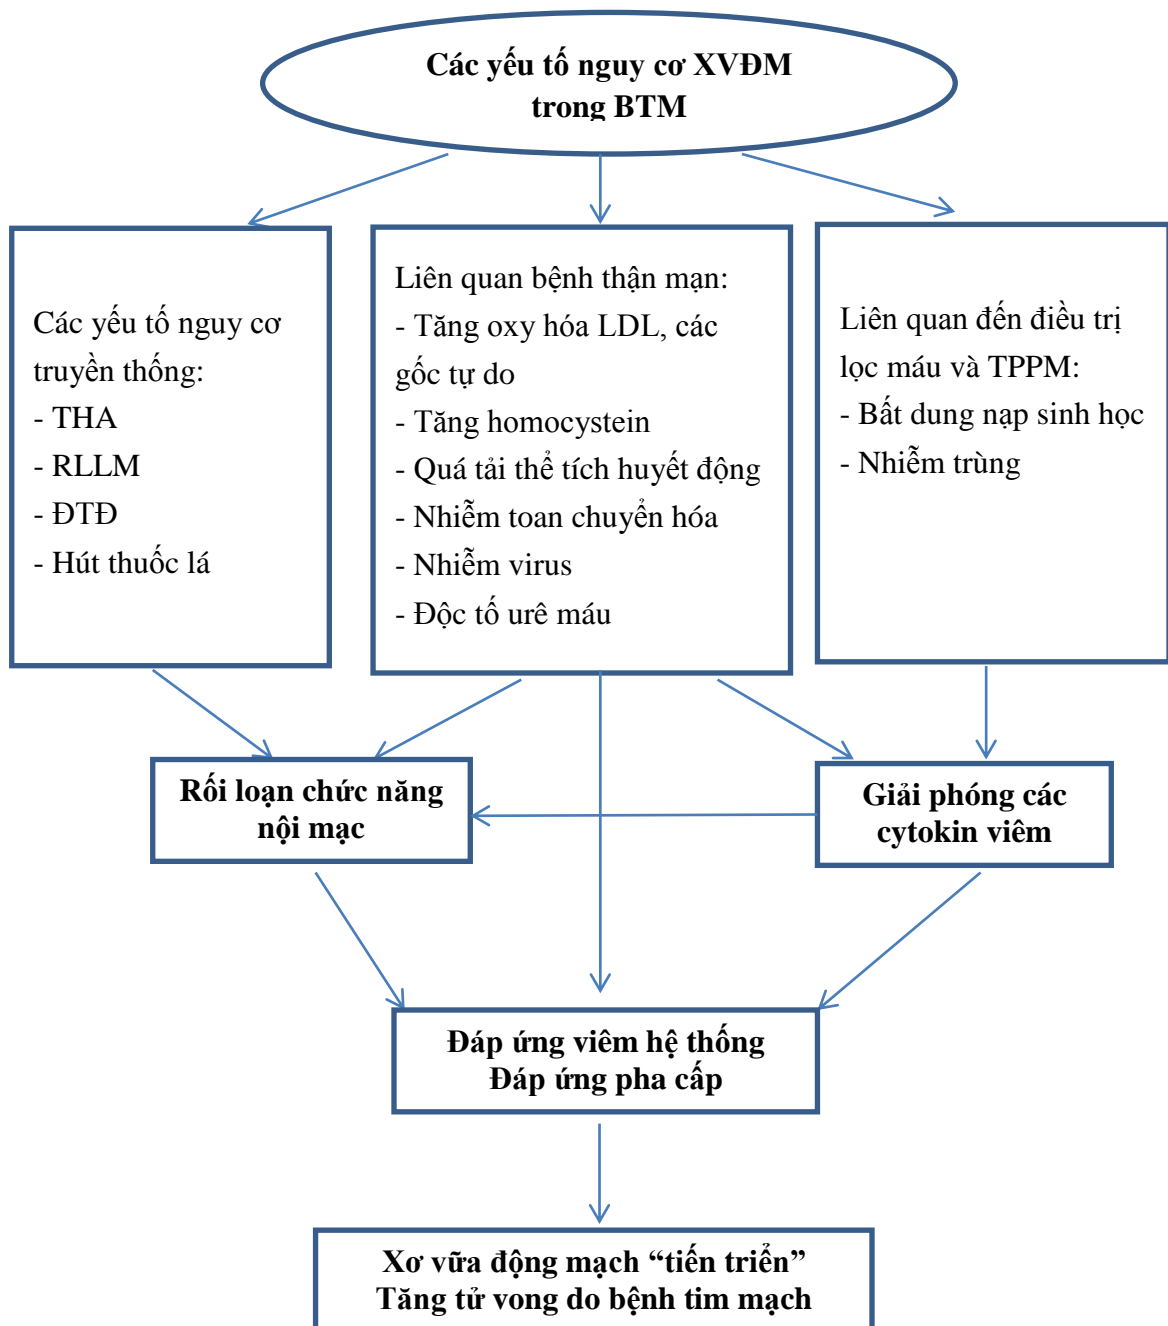 Các yếu tố nguy cơ XVĐM
trong BTM
Các yếu tố nguy cơ
truyền thống:
- THA
- RLLM
- ĐTĐ
- Hút thuốc lá
Liên quan bệnh thận mạn:
- Tăng oxy hóa LDL, các
gốc tự do
- Tăng homocystein
- Quá tải thể tích huyết động
- Nhiễm toan chuyển hóa
- Nhiễm virus
- Độc tố urê máu
Liên quan đến điều trị
lọc máu và TPPM:
- Bất dung nạp sinh học
- Nhiễm trùng
Rối loạn chức năng
nội mạc
Giải phóng các
cytokin viêm
Đáp ứng viêm hệ thống
Đáp ứng pha cấp
Xơ vữa động mạch “tiến triển”
Tăng tử vong do bệnh tim mạch